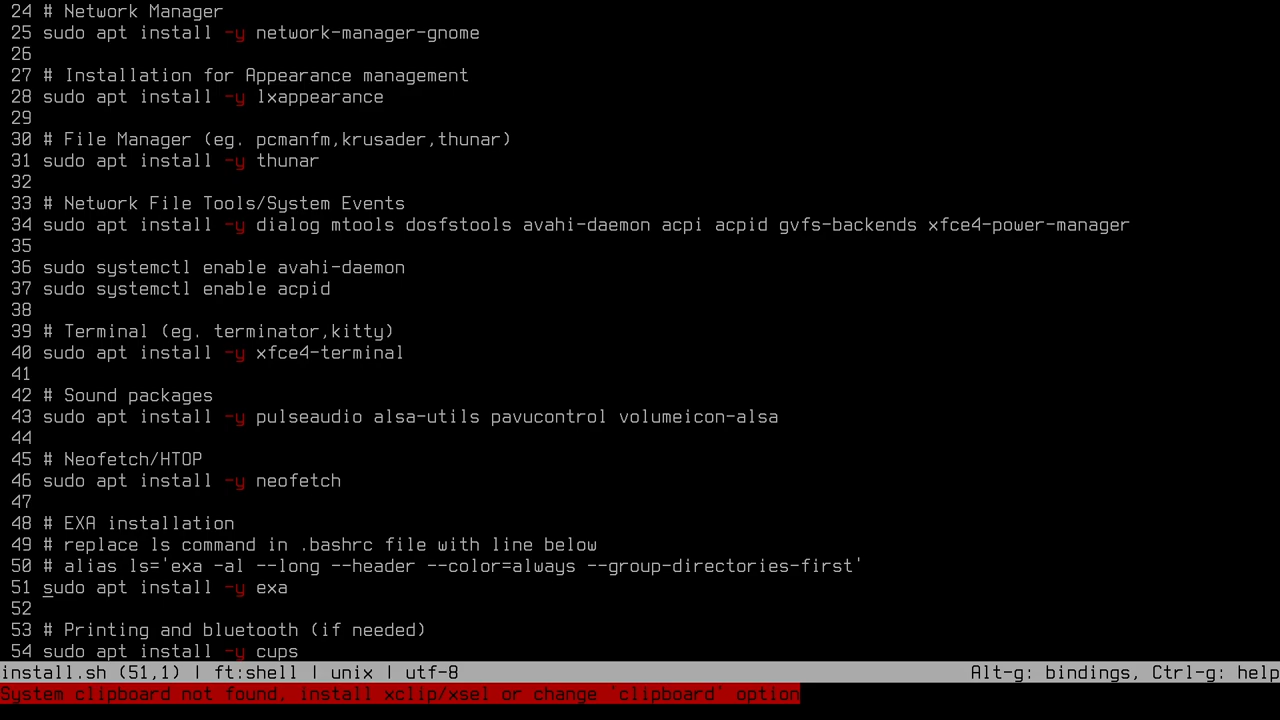 24 # Network Manager
25 sudo apt install -y network-manager-gnome
26
27 # Installation for Appearance management
28 sudo apt install -y lxappearance
29
30 # File Manager (eg. pcmanfm,krusader,thunar)
31 sudo apt install -y thunar
32
33 # Network File Tools/System Events
34 sudo apt install -y dialog mtools dosfstools avahi-daemon acpi acpid gvfs-backends xfce4-power-manager
35
36 sudo systemctl enable avahi-daemon
37 sudo systemctl enable acpid
38
39 # Terminal (eg. terminator,kitty)
40 sudo apt install -y xfce4-terminal
41
42 # Sound packages
43 sudo apt install -y pulseaudio alsa-utils pavucontrol volumeicon-alsa
44
45 # Neofetch/HTOP
46 sudo apt install -y neofetch
47
48 # EXA installation
49 # replace ls command in .bashrc file with line below
50 # alias ls='exa -al --long --header --color=always --group-directories-first'
51 sudo apt install -y exa
52
53 # Printing and bluetooth (if needed)
54 sudo apt install -y cups
install.sh (51,1) | ft:shell | unix | utf-8 Alt-g: bindings, Ctrl-g: help
System clipboard not found, install xclip/xsel or change `clipboard` option